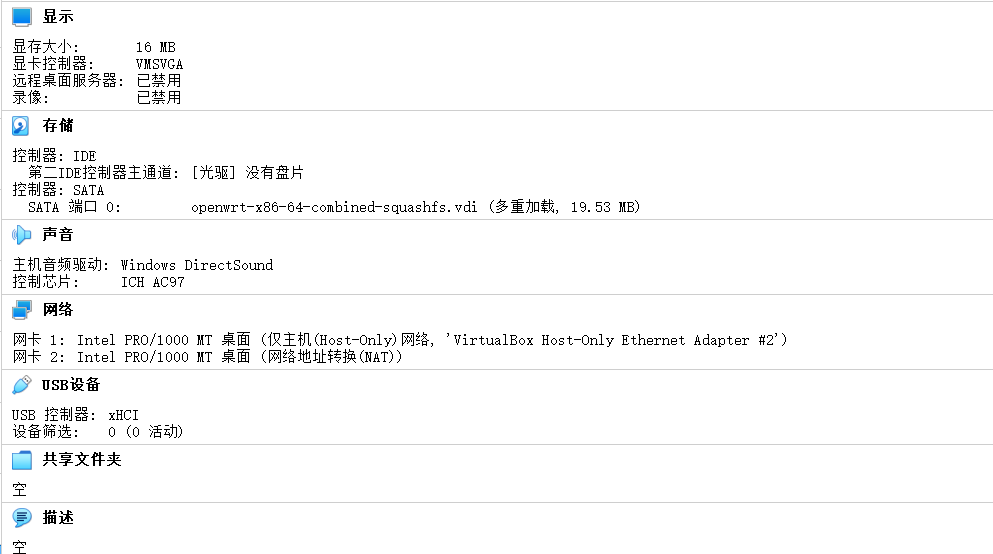 显示
显存大小: 16 MB
显卡控制器: VMSVGA
远程桌面服务器: 已禁用
录像: 已禁用
存储
控制器: IDE
第二IDE控制器主通道: [光驱] 没有盘片
控制器: SATA
SATA 端口 0: openwrt-x86-64-combined-squashfs.vdi (多重加载, 19.53 MB)
声音
主机音频驱动: Windows DirectSound
控制芯片: ICH AC97
网络
网卡 1: Intel PRO/1000 MT 桌面 (仅主机(Host-Only)网络, 'VirtualBox Host-Only Ethernet Adapter #2')
网卡 2: Intel PRO/1000 MT 桌面 (网络地址转换(NAT))
USB设备
USB 控制器: xHCI
设备筛选: 0 (0 活动)
共享文件夹
空
描述
空